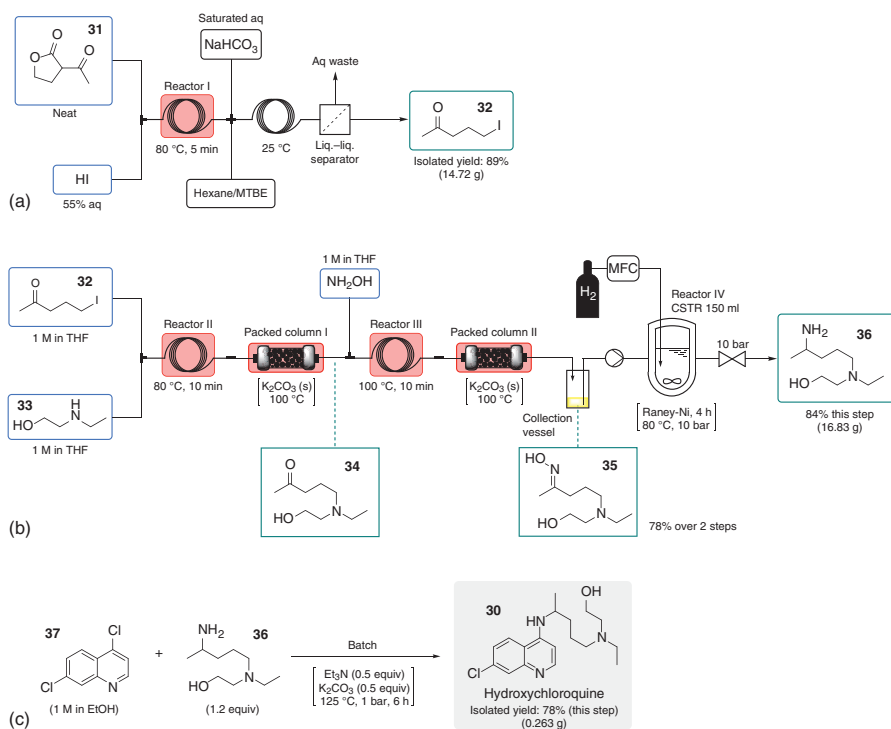 31
O
O
O
Neat
HI
55% aq
(a)
Saturated aq
NaHCO3
Reactor I
80 °C, 5 min
Hexane/MTBE
25 °C
Aq waste
Liq.–liq.
separator
32
O
I
Isolated yield: 89%
(14.72 g)
32
O
I
1 M in THF
33
H
N
HO
1 M in THF
(b)
Reactor II
80 °C, 10 min
Packed column I
K2CO3 (s)
100 °C
1 M in THF
NH2OH
Reactor III
100 °C, 10 min
Packed column II
K2CO3 (s)
100 °C
Collection
vessel
H2
MFC
Reactor IV
CSTR 150 ml
10 bar
Raney-Ni, 4 h
80 °C, 10 bar
36
NH2
N
HO
84% this step
(16.83 g)
34
O
N
HO
35
HO
N
N
HO
78% over 2 steps
(c)
37
Cl
Cl
N
(1 M in EtOH)
+
36
NH2
N
HO
(1.2 equiv)
Batch
Et3N (0.5 equiv)
K2CO3 (0.5 equiv)
125 °C, 1 bar, 6 h
30
OH
HN
N
Cl
N
Hydroxychloroquine
Isolated yield: 78% (this step)
(0.263 g)